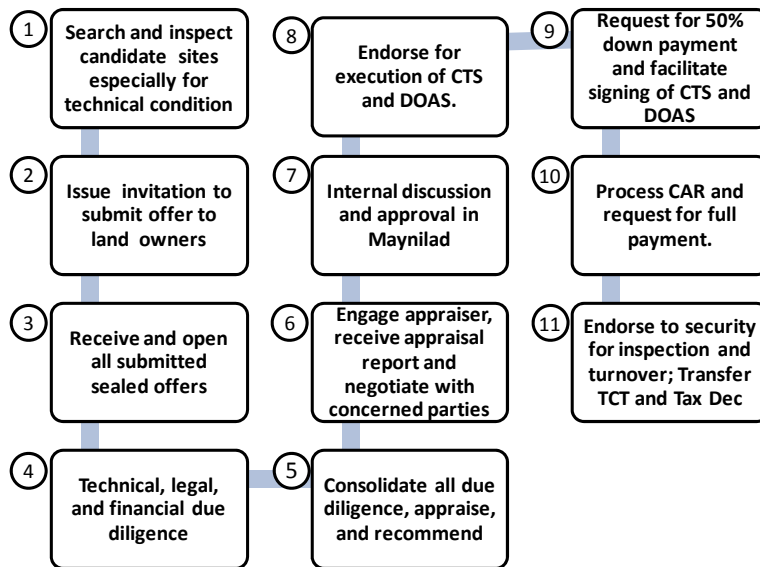 1
Search and inspect
candidate sites
especially for
technical condition
2
Issue invitation to
submit offer to
land owners
3
Receive and open
all submitted
sealed offers
4
Technical, legal,
and financial due
diligence
5
Consolidate all due
diligence, appraise,
and recommend
6
Engage appraiser,
receive appraisal
report and
negotiate with
concerned parties
7
Internal discussion
and approval in
Maynilad
8
Endorse for
execution of CTS
and DOAS.
9
Request for 50%
down payment
and facilitate
signing of CTS and
DOAS
10
Process CAR and
request for full
payment.
11
Endorse to security
for inspection and
turnover; Transfer
TCT and Tax Dec